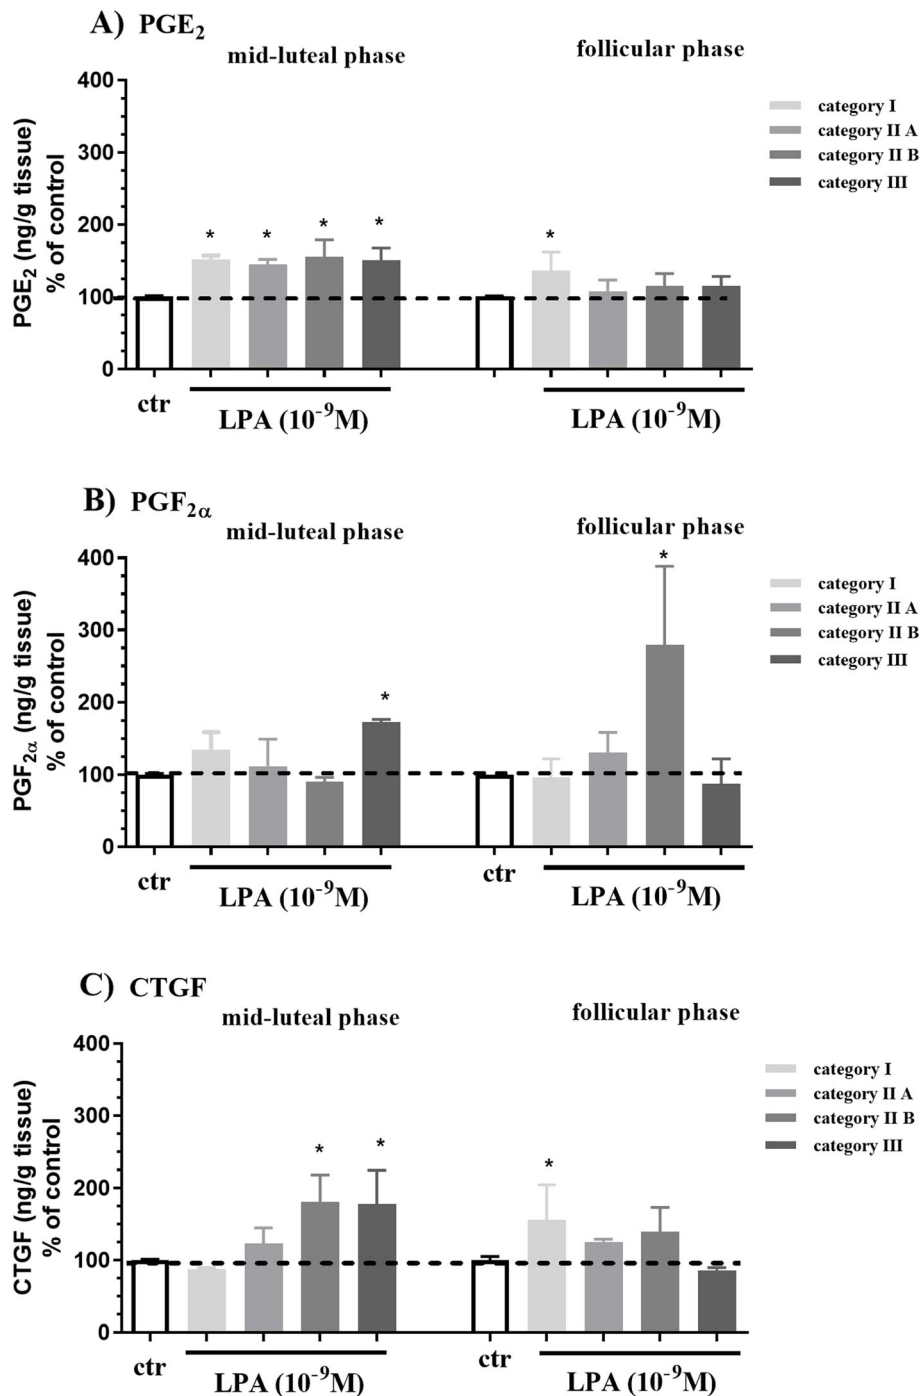 A) PGE₂
mid-luteal phase
follicular phase
PGE₂ (ng/g tissue)
% of control
400
300
200
100
0
* * * *
*
ctr
LPA (10⁻⁹M)
LPA (10⁻⁹M)
category I
category II A
category II B
category III
B) PGF₂α
mid-luteal phase
follicular phase
PGF₂α (ng/g tissue)
% of control
400
300
200
100
0
*
*
ctr
LPA (10⁻⁹M)
ctr
LPA (10⁻⁹M)
category I
category II A
category II B
category III
C) CTGF
mid-luteal phase
follicular phase
CTGF (ng/g tissue)
% of control
400
300
200
100
0
* *
*
ctr
LPA (10⁻⁹M)
ctr
LPA (10⁻⁹M)
category I
category II A
category II B
category III